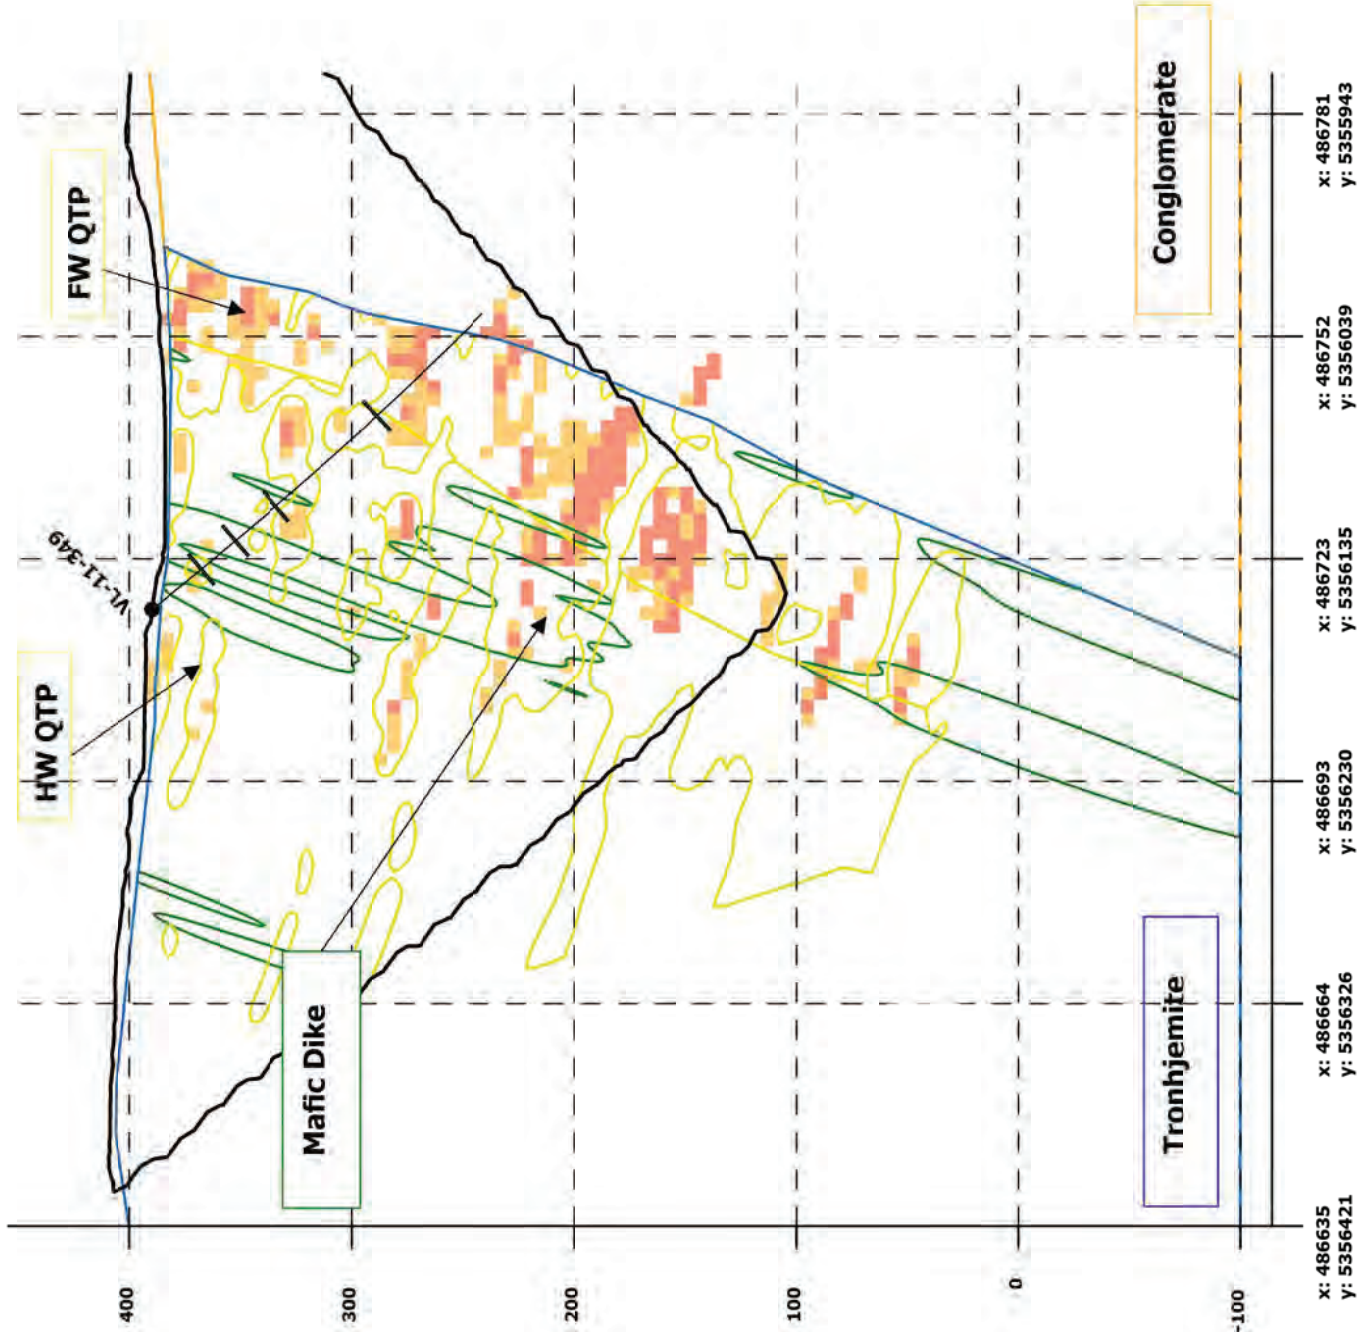 HW QTP
FW QTP
VL-11-349
Mafic Dike
Tronhjemite
Conglomerate
400
300
200
100
0
-100
x: 486635
y: 5356421
x: 486664
y: 5356326
x: 486693
y: 5356230
x: 486723
y: 5356135
x: 486752
y: 5356039
x: 486781
y: 5355943